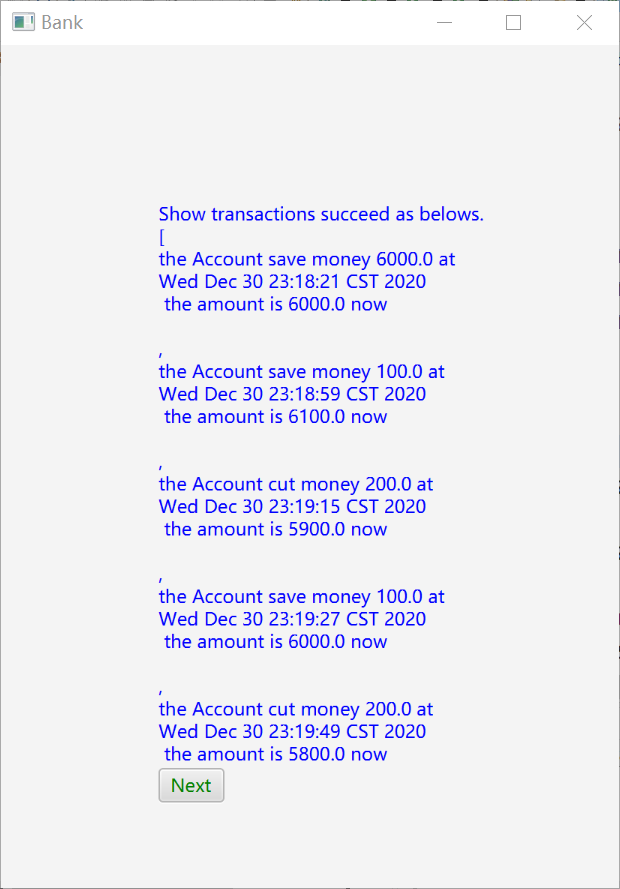 Bank
Show transactions succeed as belows.
[
the Account save money 6000.0 at
Wed Dec 30 23:18:21 CST 2020
the amount is 6000.0 now
,
the Account save money 100.0 at
Wed Dec 30 23:18:59 CST 2020
the amount is 6100.0 now
,
the Account cut money 200.0 at
Wed Dec 30 23:19:15 CST 2020
the amount is 5900.0 now
,
the Account save money 100.0 at
Wed Dec 30 23:19:27 CST 2020
the amount is 6000.0 now
,
the Account cut money 200.0 at
Wed Dec 30 23:19:49 CST 2020
the amount is 5800.0 now
Next